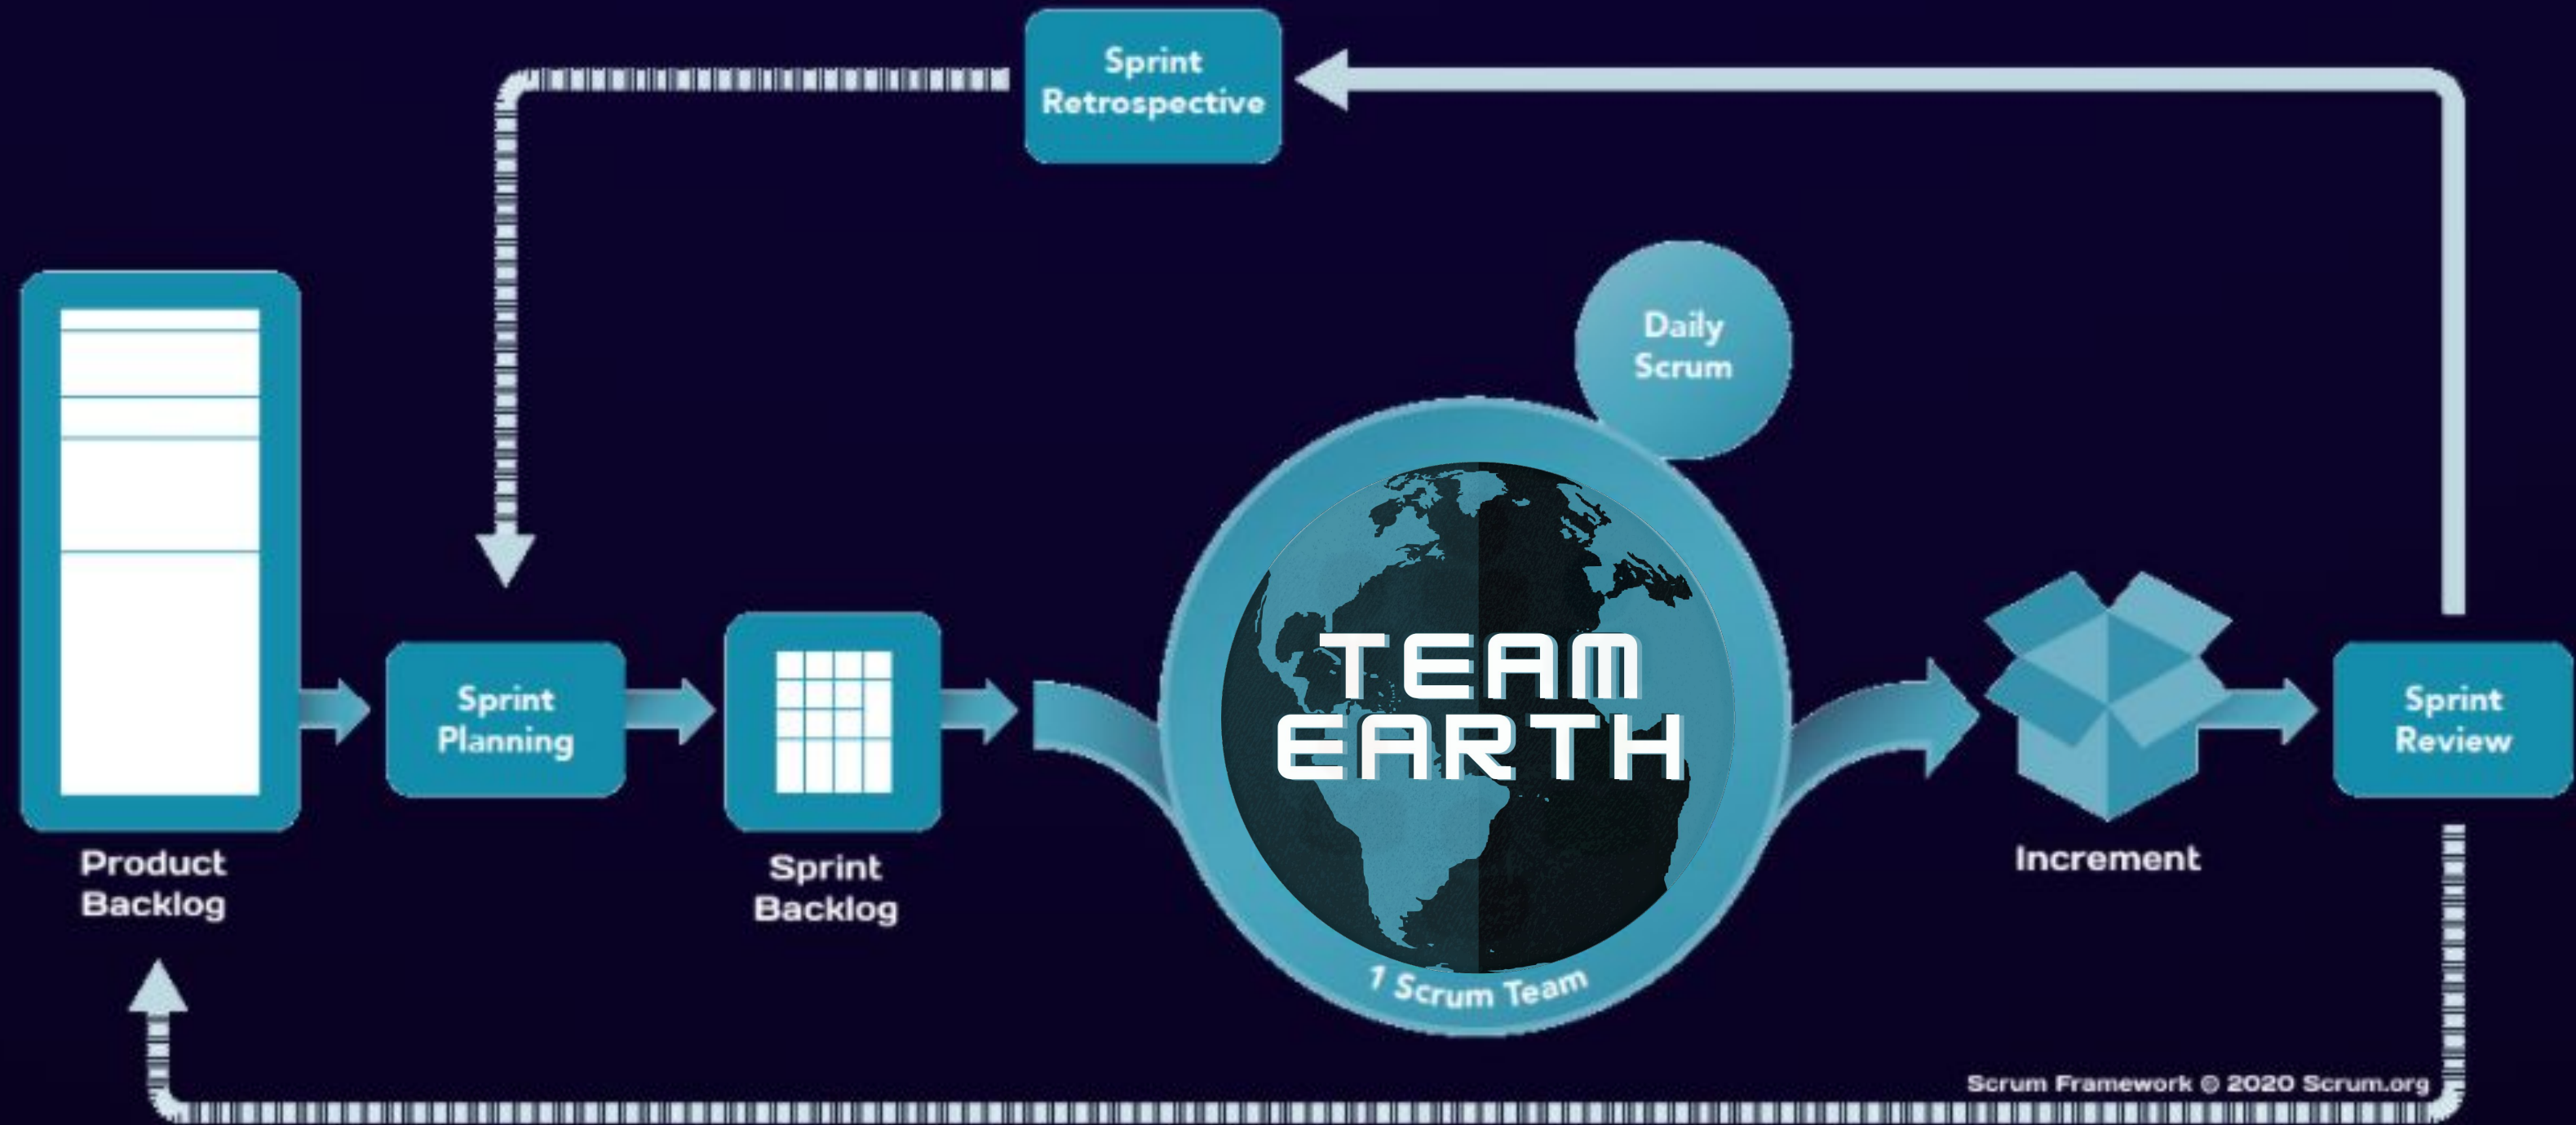 Sprint
Retrospective
Daily
Scrum
TEAM
EARTH
Sprint
Planning
Sprint
Review
Product
Backlog
Sprint
Backlog
Increment
1 Scrum Team
Scrum Framework © 2020 Scrum.org